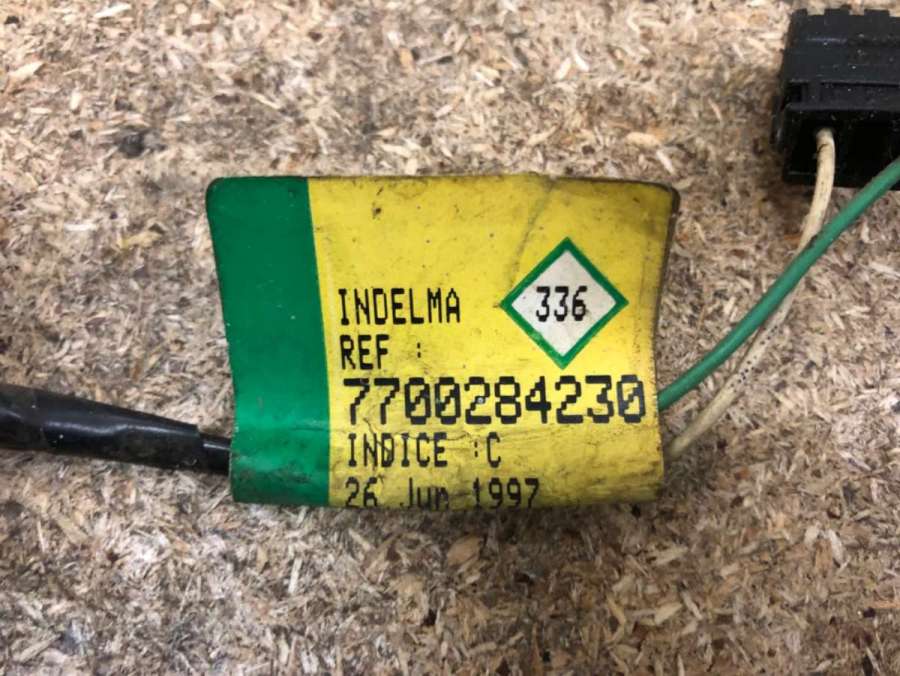 INDELMA
336
REF :
7700284230
INDICE :C
26 Jun 1997